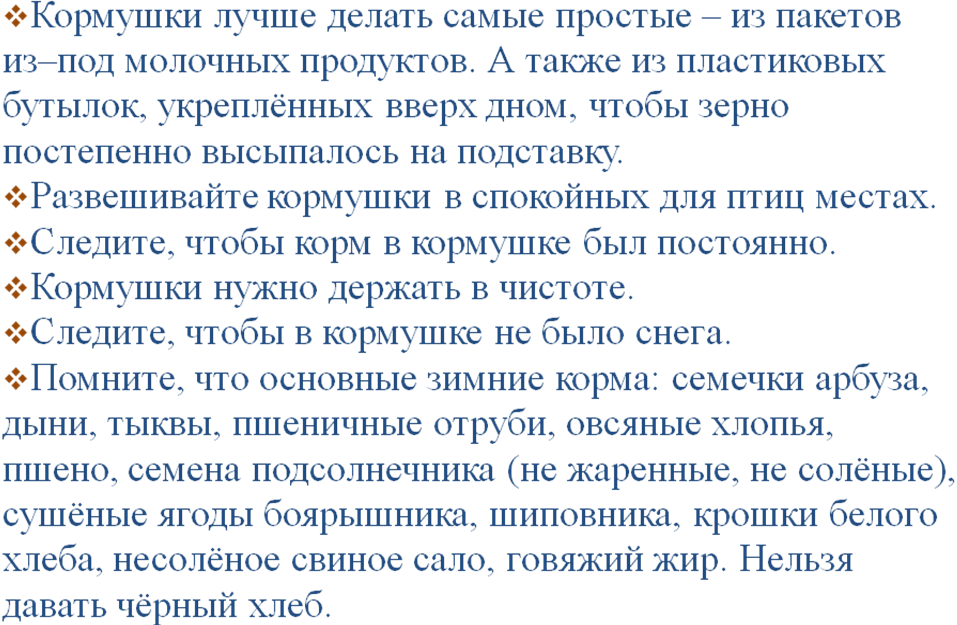 ❖Кормушки лучше делать самые простые – из пакетов
из–под молочных продуктов. А также из пластиковых
бутылок, укреплённых вверх дном, чтобы зерно
постепенно высыпалось на подставку.
❖Развешивайте кормушки в спокойных для птиц местах.
❖Следите, чтобы корм в кормушке был постоянно.
❖Кормушки нужно держать в чистоте.
❖Следите, чтобы в кормушке не было снега.
❖Помните, что основные зимние корма: семечки арбуза,
дыни, тыквы, пшеничные отруби, овсяные хлопья,
пшено, семена подсолнечника (не жаренные, не солёные),
сушёные ягоды боярышника, шиповника, крошки белого
хлеба, несолёное свиное сало, говяжий жир. Нельзя
давать чёрный хлеб.